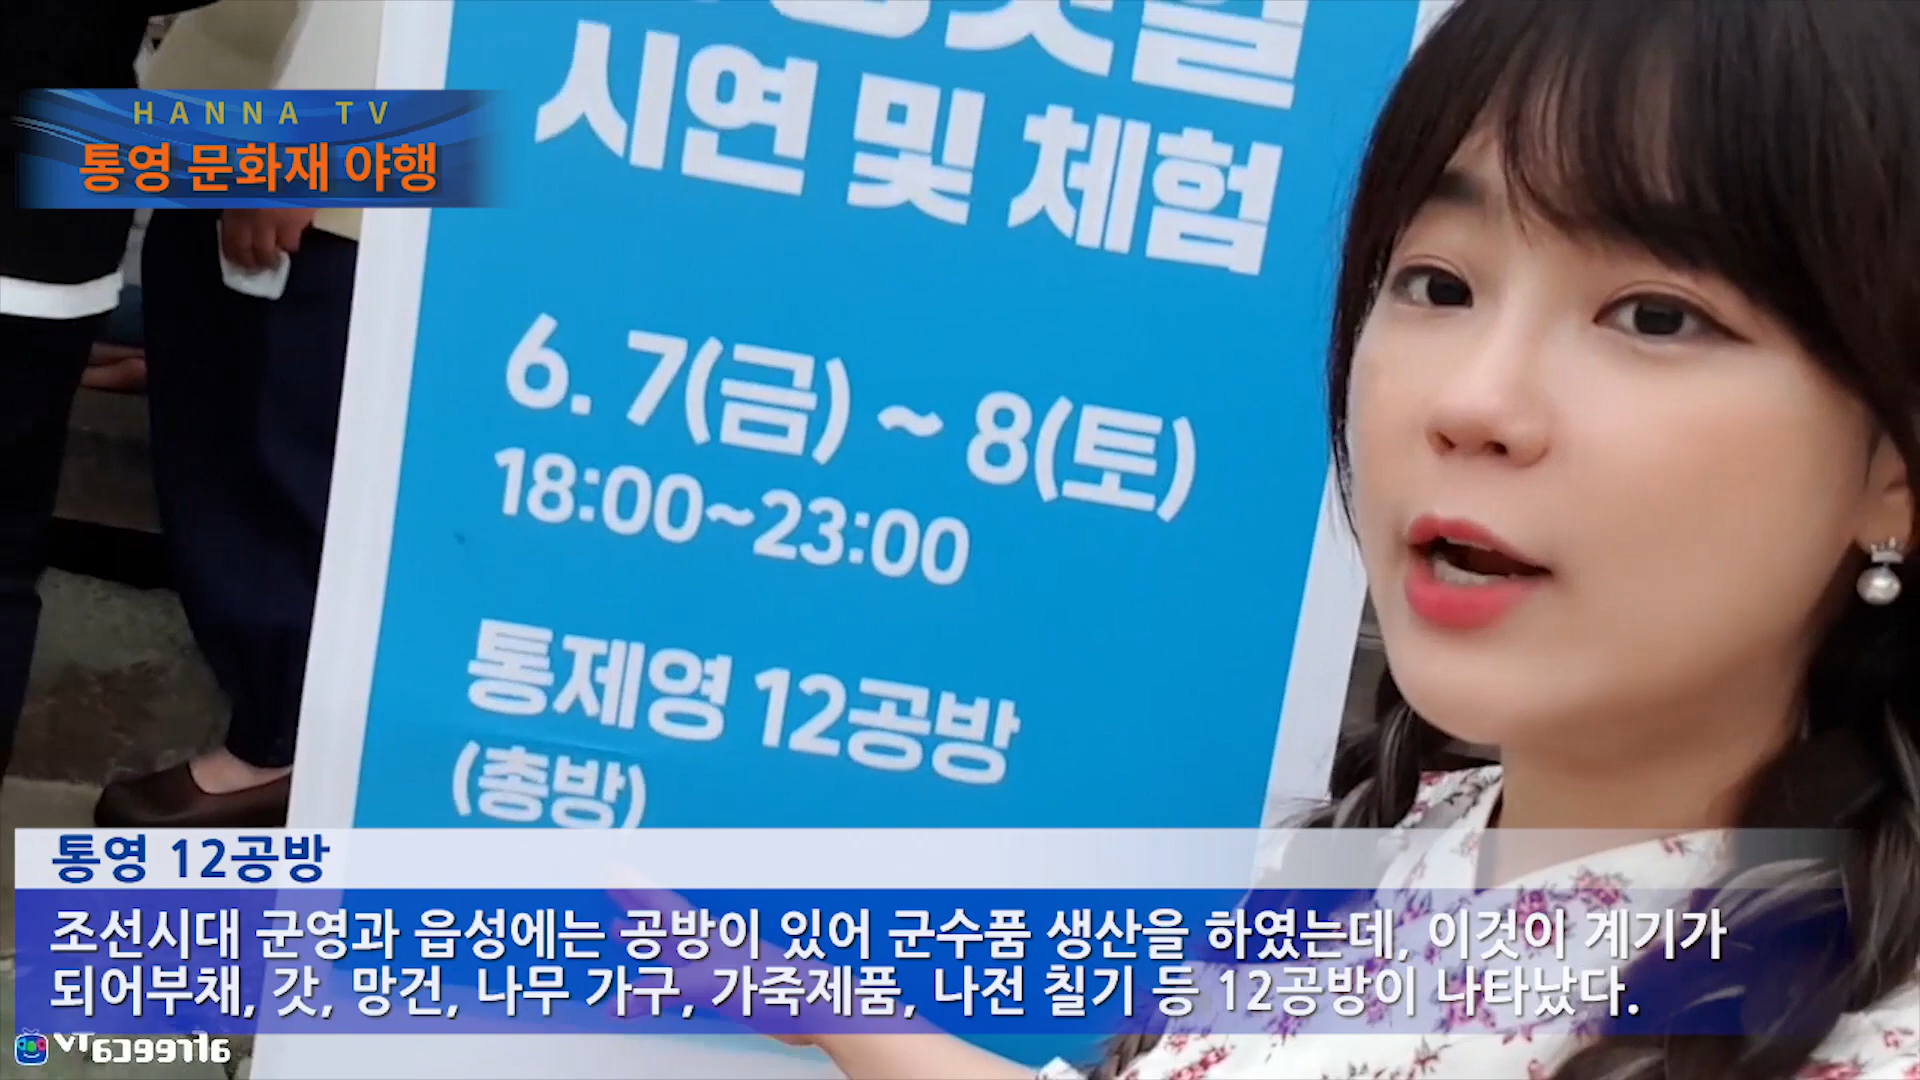 HANNA TV
통영 문화재 야행
시연 및 체험
6. 7(금) ~ 8(토)
18:00~23:00
통제영 12공방
(총방)
통영 12공방
조선시대 군영과 읍성에는 공방이 있어 군수품 생산을 하였는데, 이것이 계기가
되어부채, 갓, 망건, 나무 가구, 가죽제품, 나전 칠기 등 12공방이 나타났다.